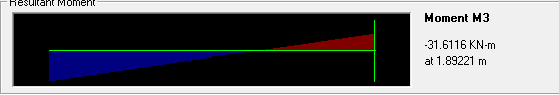 Resultant Moment
Moment M3
-31.6116 KN-m
at 1.89221 m